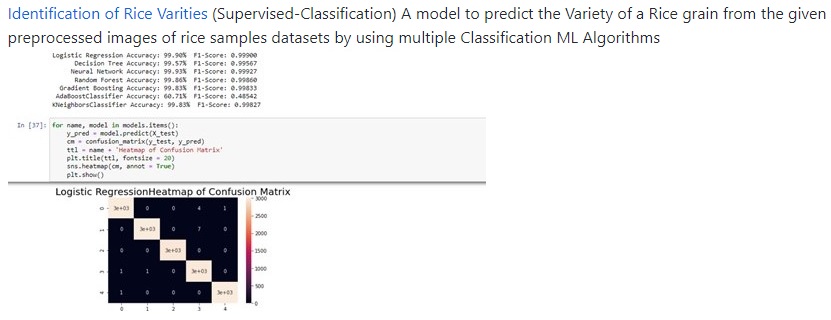 Identification of Rice Varities (Supervised-Classification) A model to predict the Variety of a Rice grain from the given
preprocessed images of rice samples datasets by using multiple Classification ML Algorithms
Logistic Regression Accuracy: 99.90% F1-Score: 0.99900
Decision Tree Accuracy: 99.57% F1-Score: 0.99567
Neural Network Accuracy: 99.93% F1-Score: 0.99927
Random Forest Accuracy: 99.86% F1-Score: 0.99860
Gradient Boosting Accuracy: 99.83% F1-Score: 0.99833
AdaBoostClassifier Accuracy: 60.71% F1-Score: 0.48542
KNeighborsClassifier Accuracy: 99.83% F1-Score: 0.99827
In [37]: for name, model in models.items():
y_pred = model.predict(X_test)
cm = confusion_matrix(y_test, y_pred)
ttl = name + 'Heatmap of Confusion Matrix'
plt.title(ttl, fontsize = 20)
sns.heatmap(cm, annot = True)
plt.show()
Logistic RegressionHeatmap of Confusion Matrix
0 3e+03 0 0 4 1
1 0 3e+03 0 7 0
2 0 0 3e+03 0 0
3 1 1 0 3e+03 0
4 1 0 0 0 3e+03
0 1 2 3 4
3000
2500
2000
1500
1000
500
0